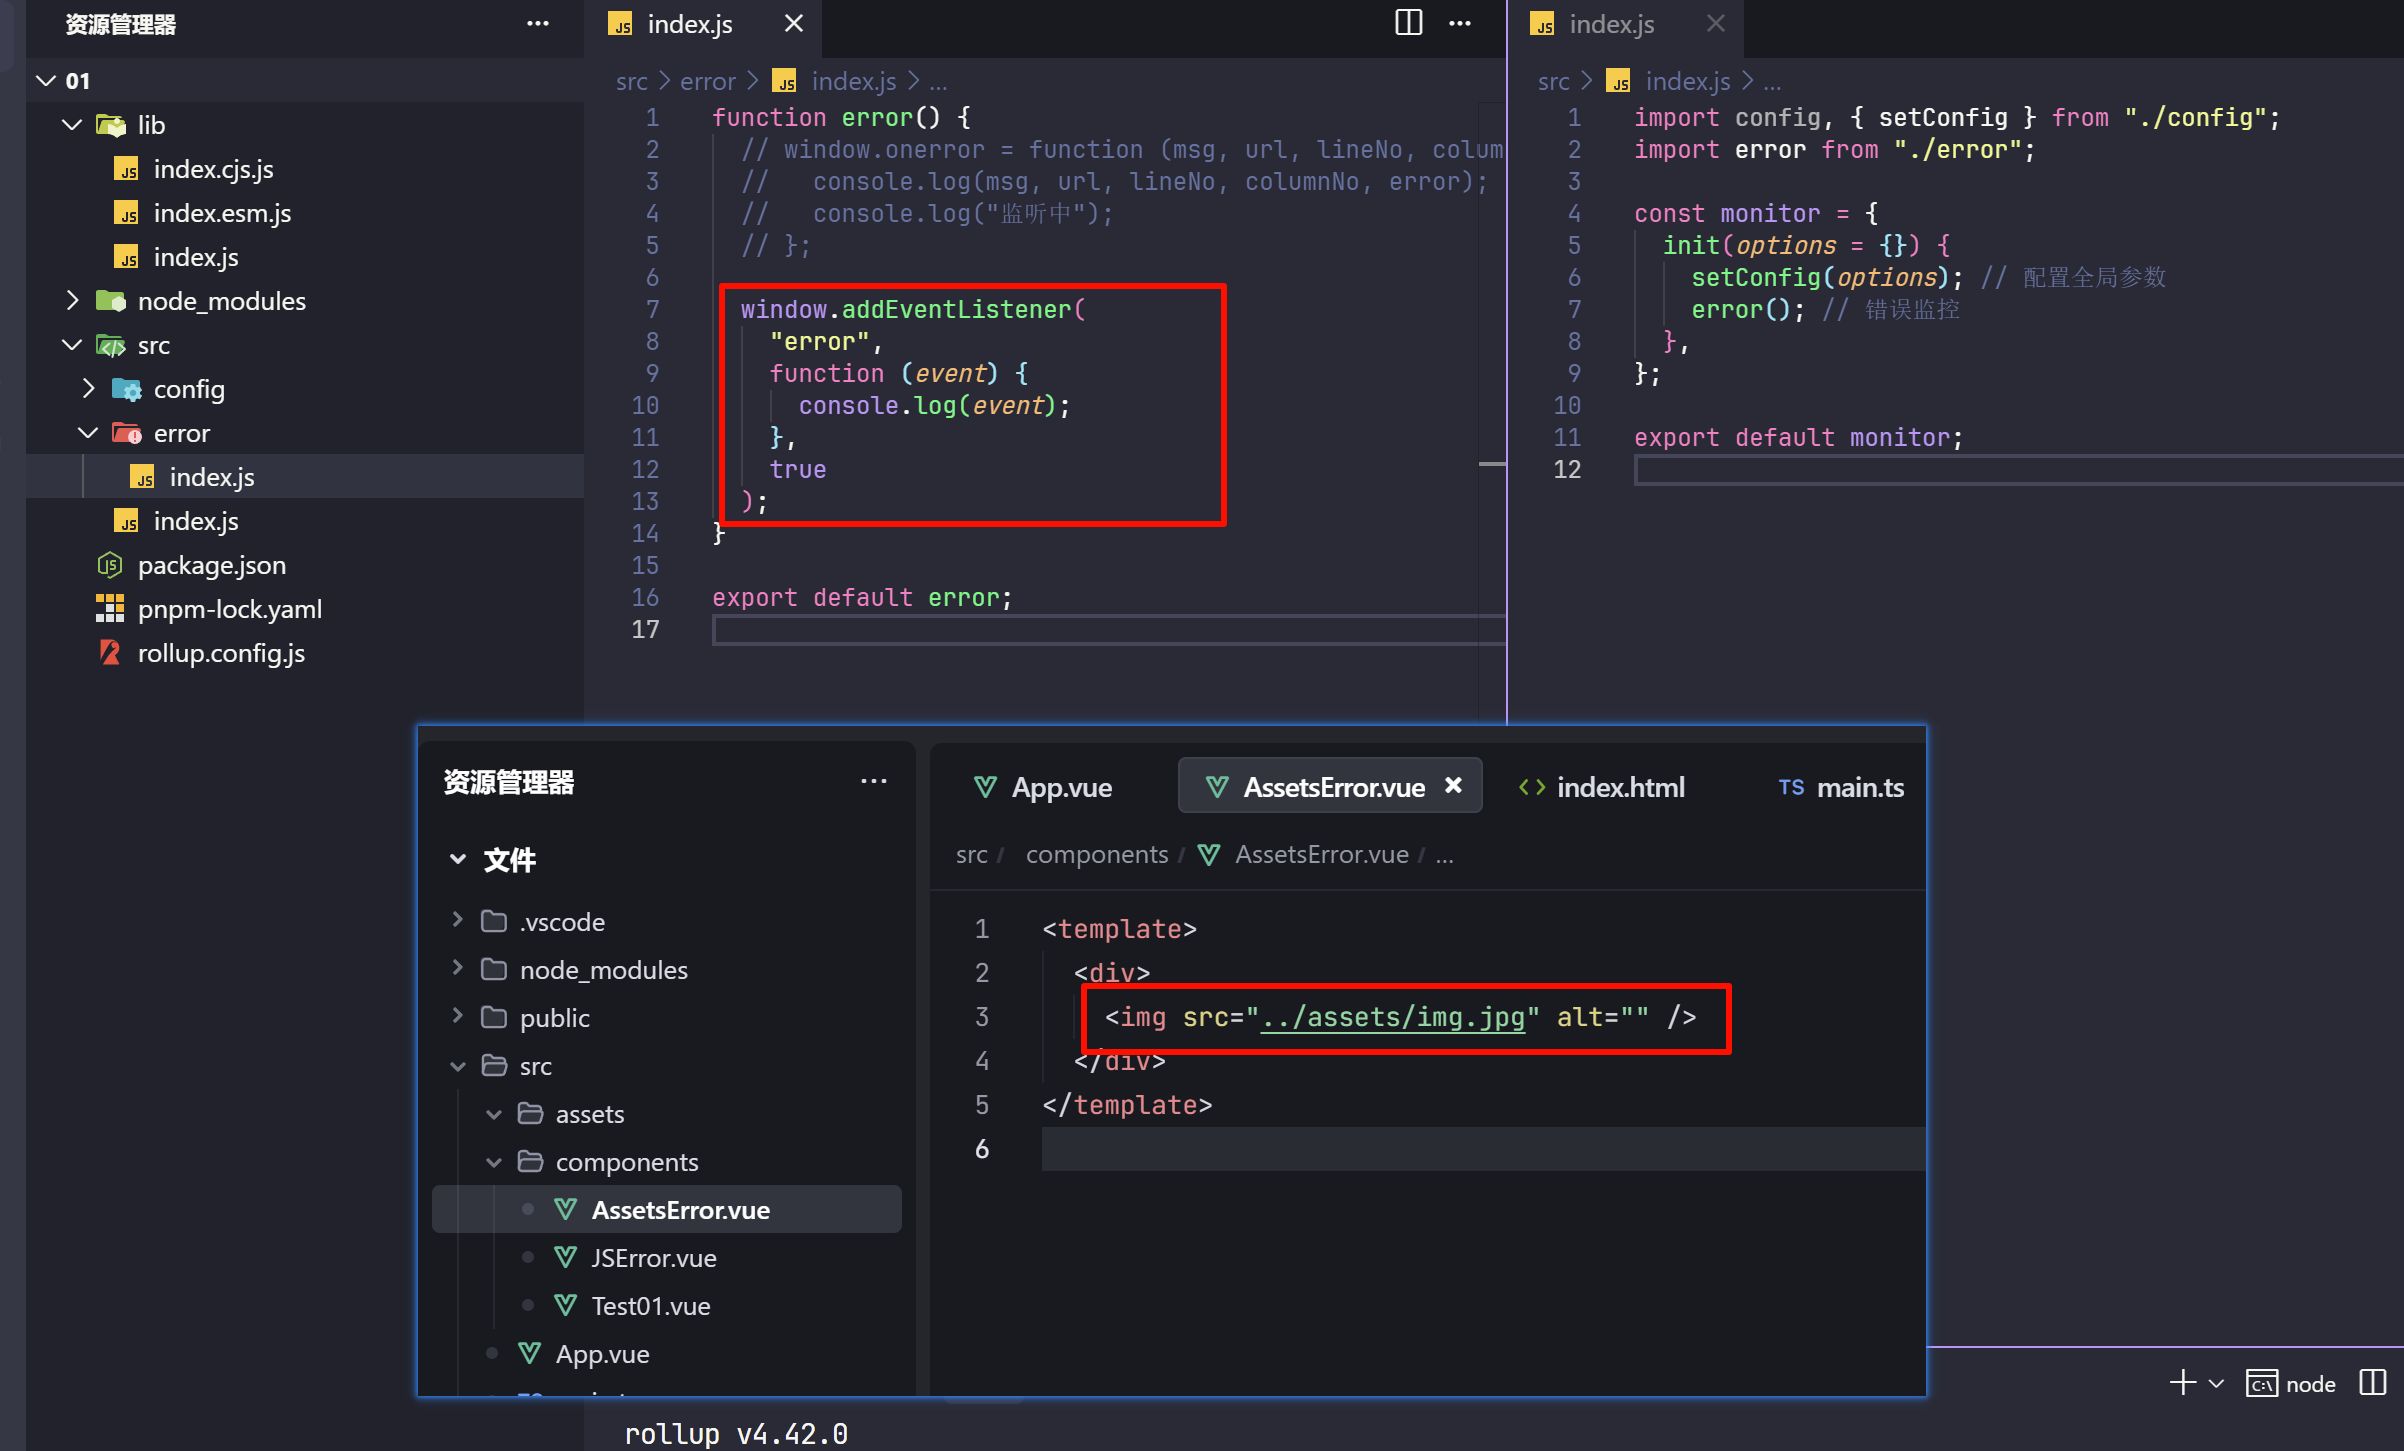 资源管理器
01
lib
index.cjs.js
index.esm.js
index.js
node_modules
src
config
error
index.js
index.js
package.json
pnpm-lock.yaml
rollup.config.js
index.js
src > error > index.js > ...
1 function error() {
2 // window.onerror = function (msg, url, lineNo, colum
3 //   console.log(msg, url, lineNo, columnNo, error);
4 //   console.log("监听中");
5 // };
6
7 window.addEventListener(
8 "error",
9 function (event) {
10 console.log(event);
11 },
12 true
13 );
14 }
15
16 export default error;
17
index.js
src > index.js > ...
1 import config, { setConfig } from "./config";
2 import error from "./error";
3
4 const monitor = {
5 init(options = {}) {
6 setConfig(options); // 配置全局参数
7 error(); // 错误监控
8 },
9 };
10
11 export default monitor;
12
资源管理器
文件
.vscode
node_modules
public
src
assets
components
AssetsError.vue
JSError.vue
Test01.vue
App.vue
App.vue
AssetsError.vue
index.html
TS main.ts
src / components / AssetsError.vue / ...
1 <template>
2 <div>
3 <img src="../assets/img.jpg" alt="" />
4 </div>
5 </template>
6
node
rollup v4.42.0